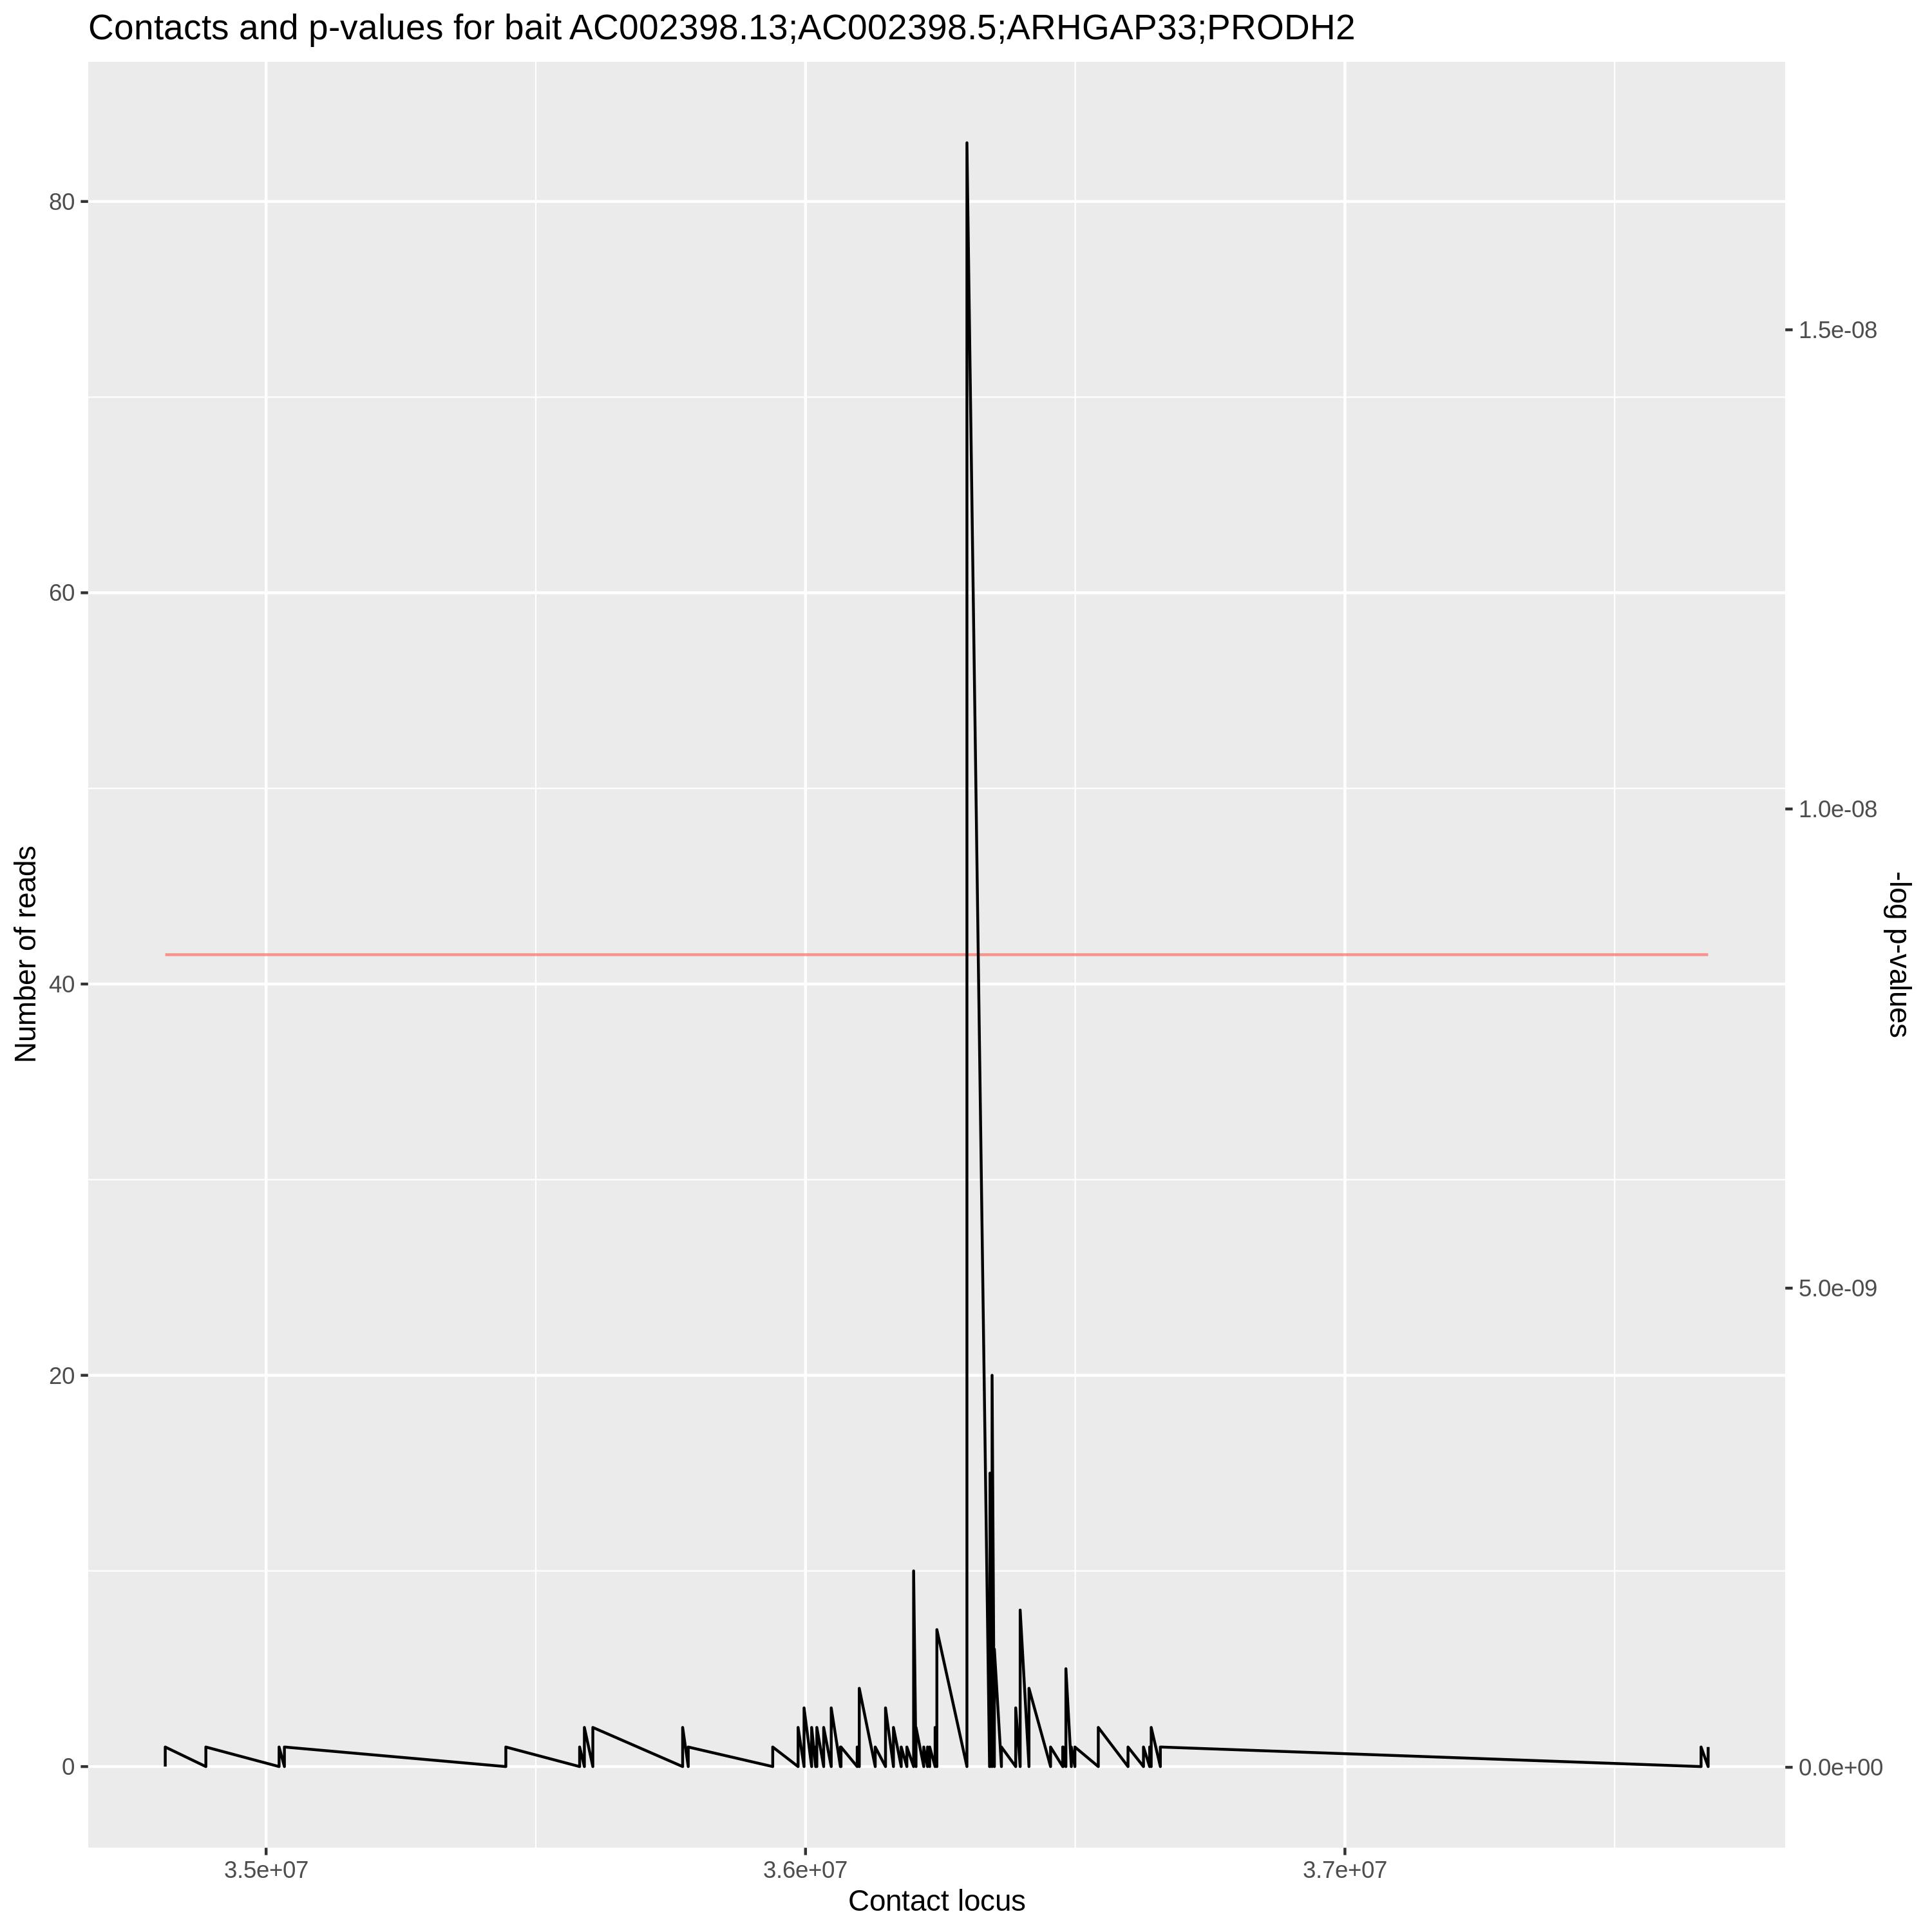 Contacts and p-values for bait AC002398.13;AC002398.5;ARHGAP33;PRODH2
80
60
40
20
0
Number of reads
1.5e-08
1.0e-08
5.0e-09
0.0e+00
-log p-values
3.5e+07
3.6e+07
3.7e+07
Contact locus